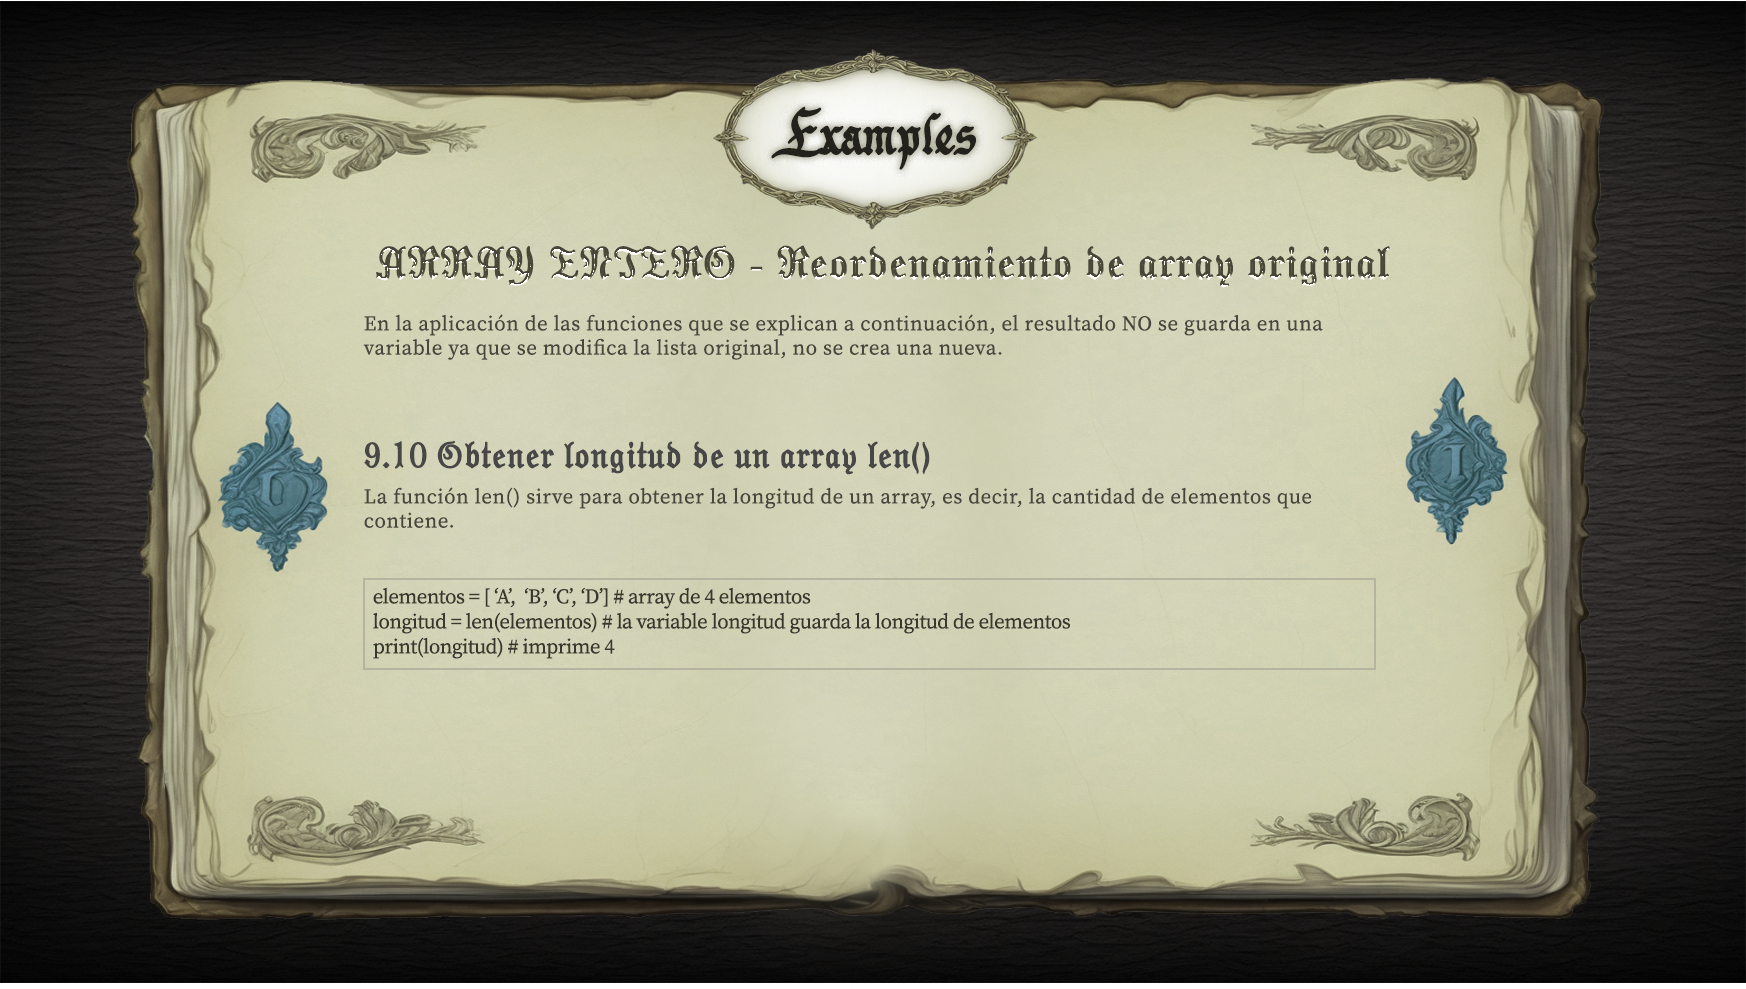 Examples
ARRAY ENTERO - Reordenamiento de array original
En la aplicación de las funciones que se explican a continuación, el resultado NO se guarda en una
variable ya que se modifica la lista original, no se crea una nueva.
9.10 Obtener longitud de un array len()
La función len() sirve para obtener la longitud de un array, es decir, la cantidad de elementos que
contiene.
elementos = [ ‘A’,  ‘B’, ‘C’, ‘D’] # array de 4 elementos
longitud = len(elementos) # la variable longitud guarda la longitud de elementos
print(longitud) # imprime 4